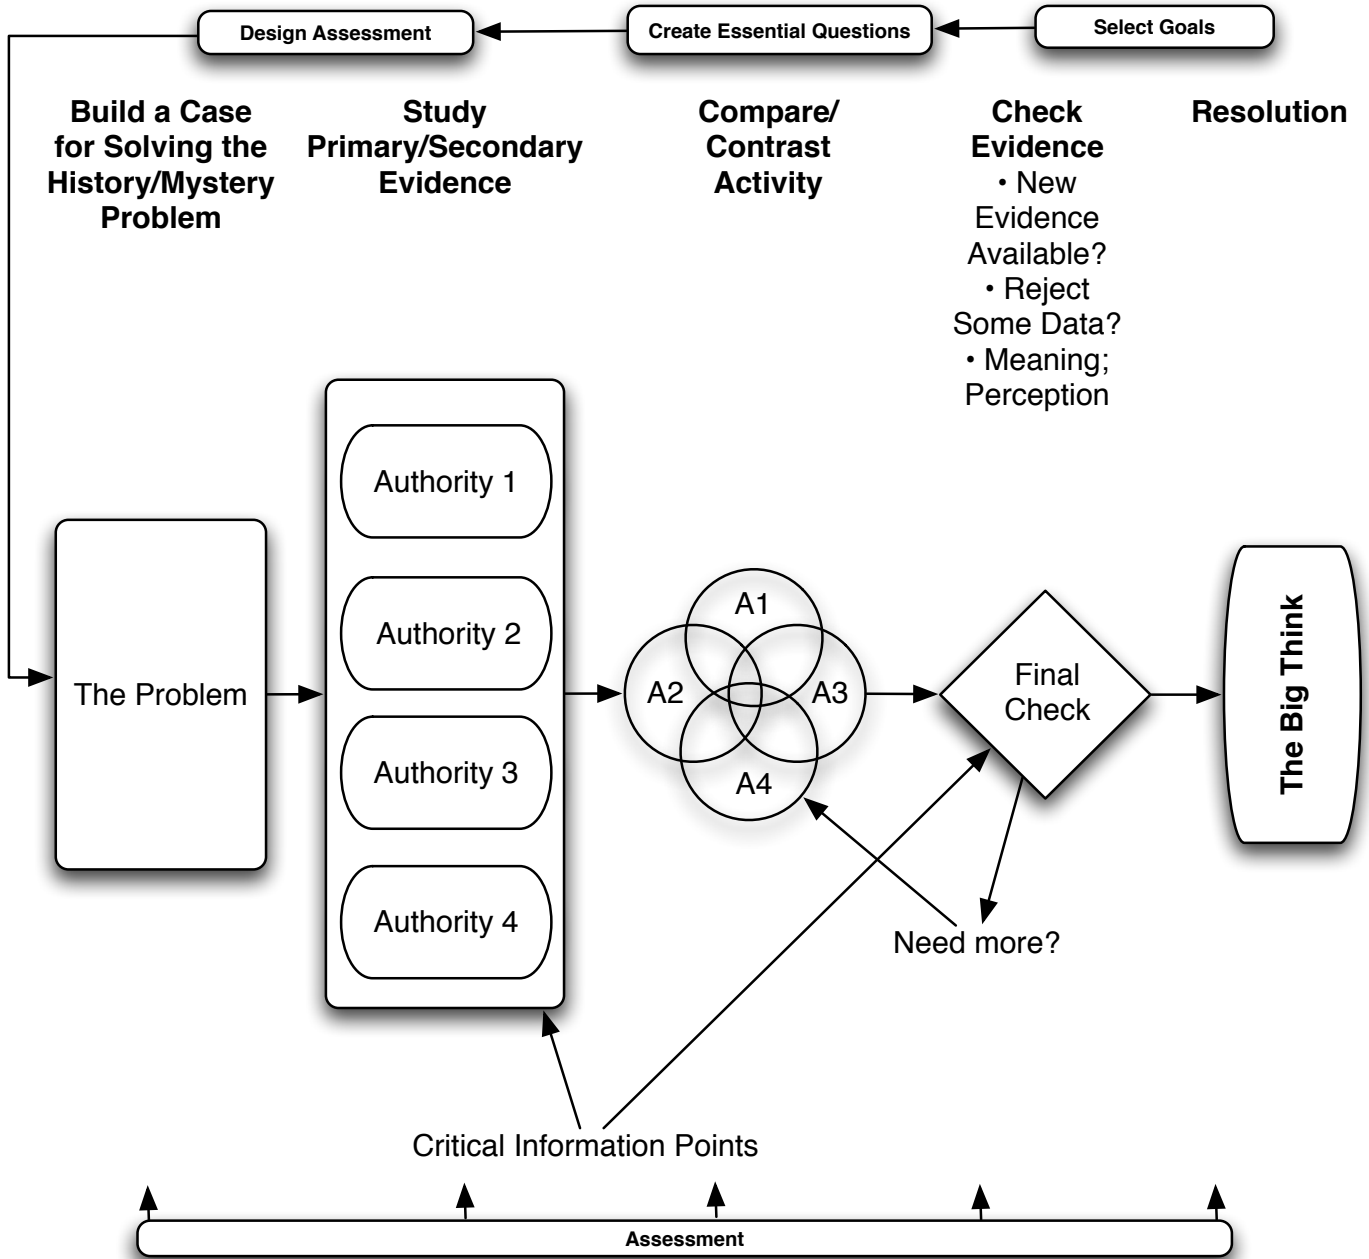 Design Assessment
Create Essential Questions
Select Goals
Build a Case
for Solving the
History/Mystery
Problem
Study
Primary/Secondary
Evidence
Compare/
Contrast
Activity
Check
Evidence
• New
Evidence
Available?
• Reject
Some Data?
• Meaning;
Perception
Resolution
The Problem
Authority 1
Authority 2
Authority 3
Authority 4
A1
A2
A3
A4
Final
Check
The Big Think
Need more?
Critical Information Points
Assessment